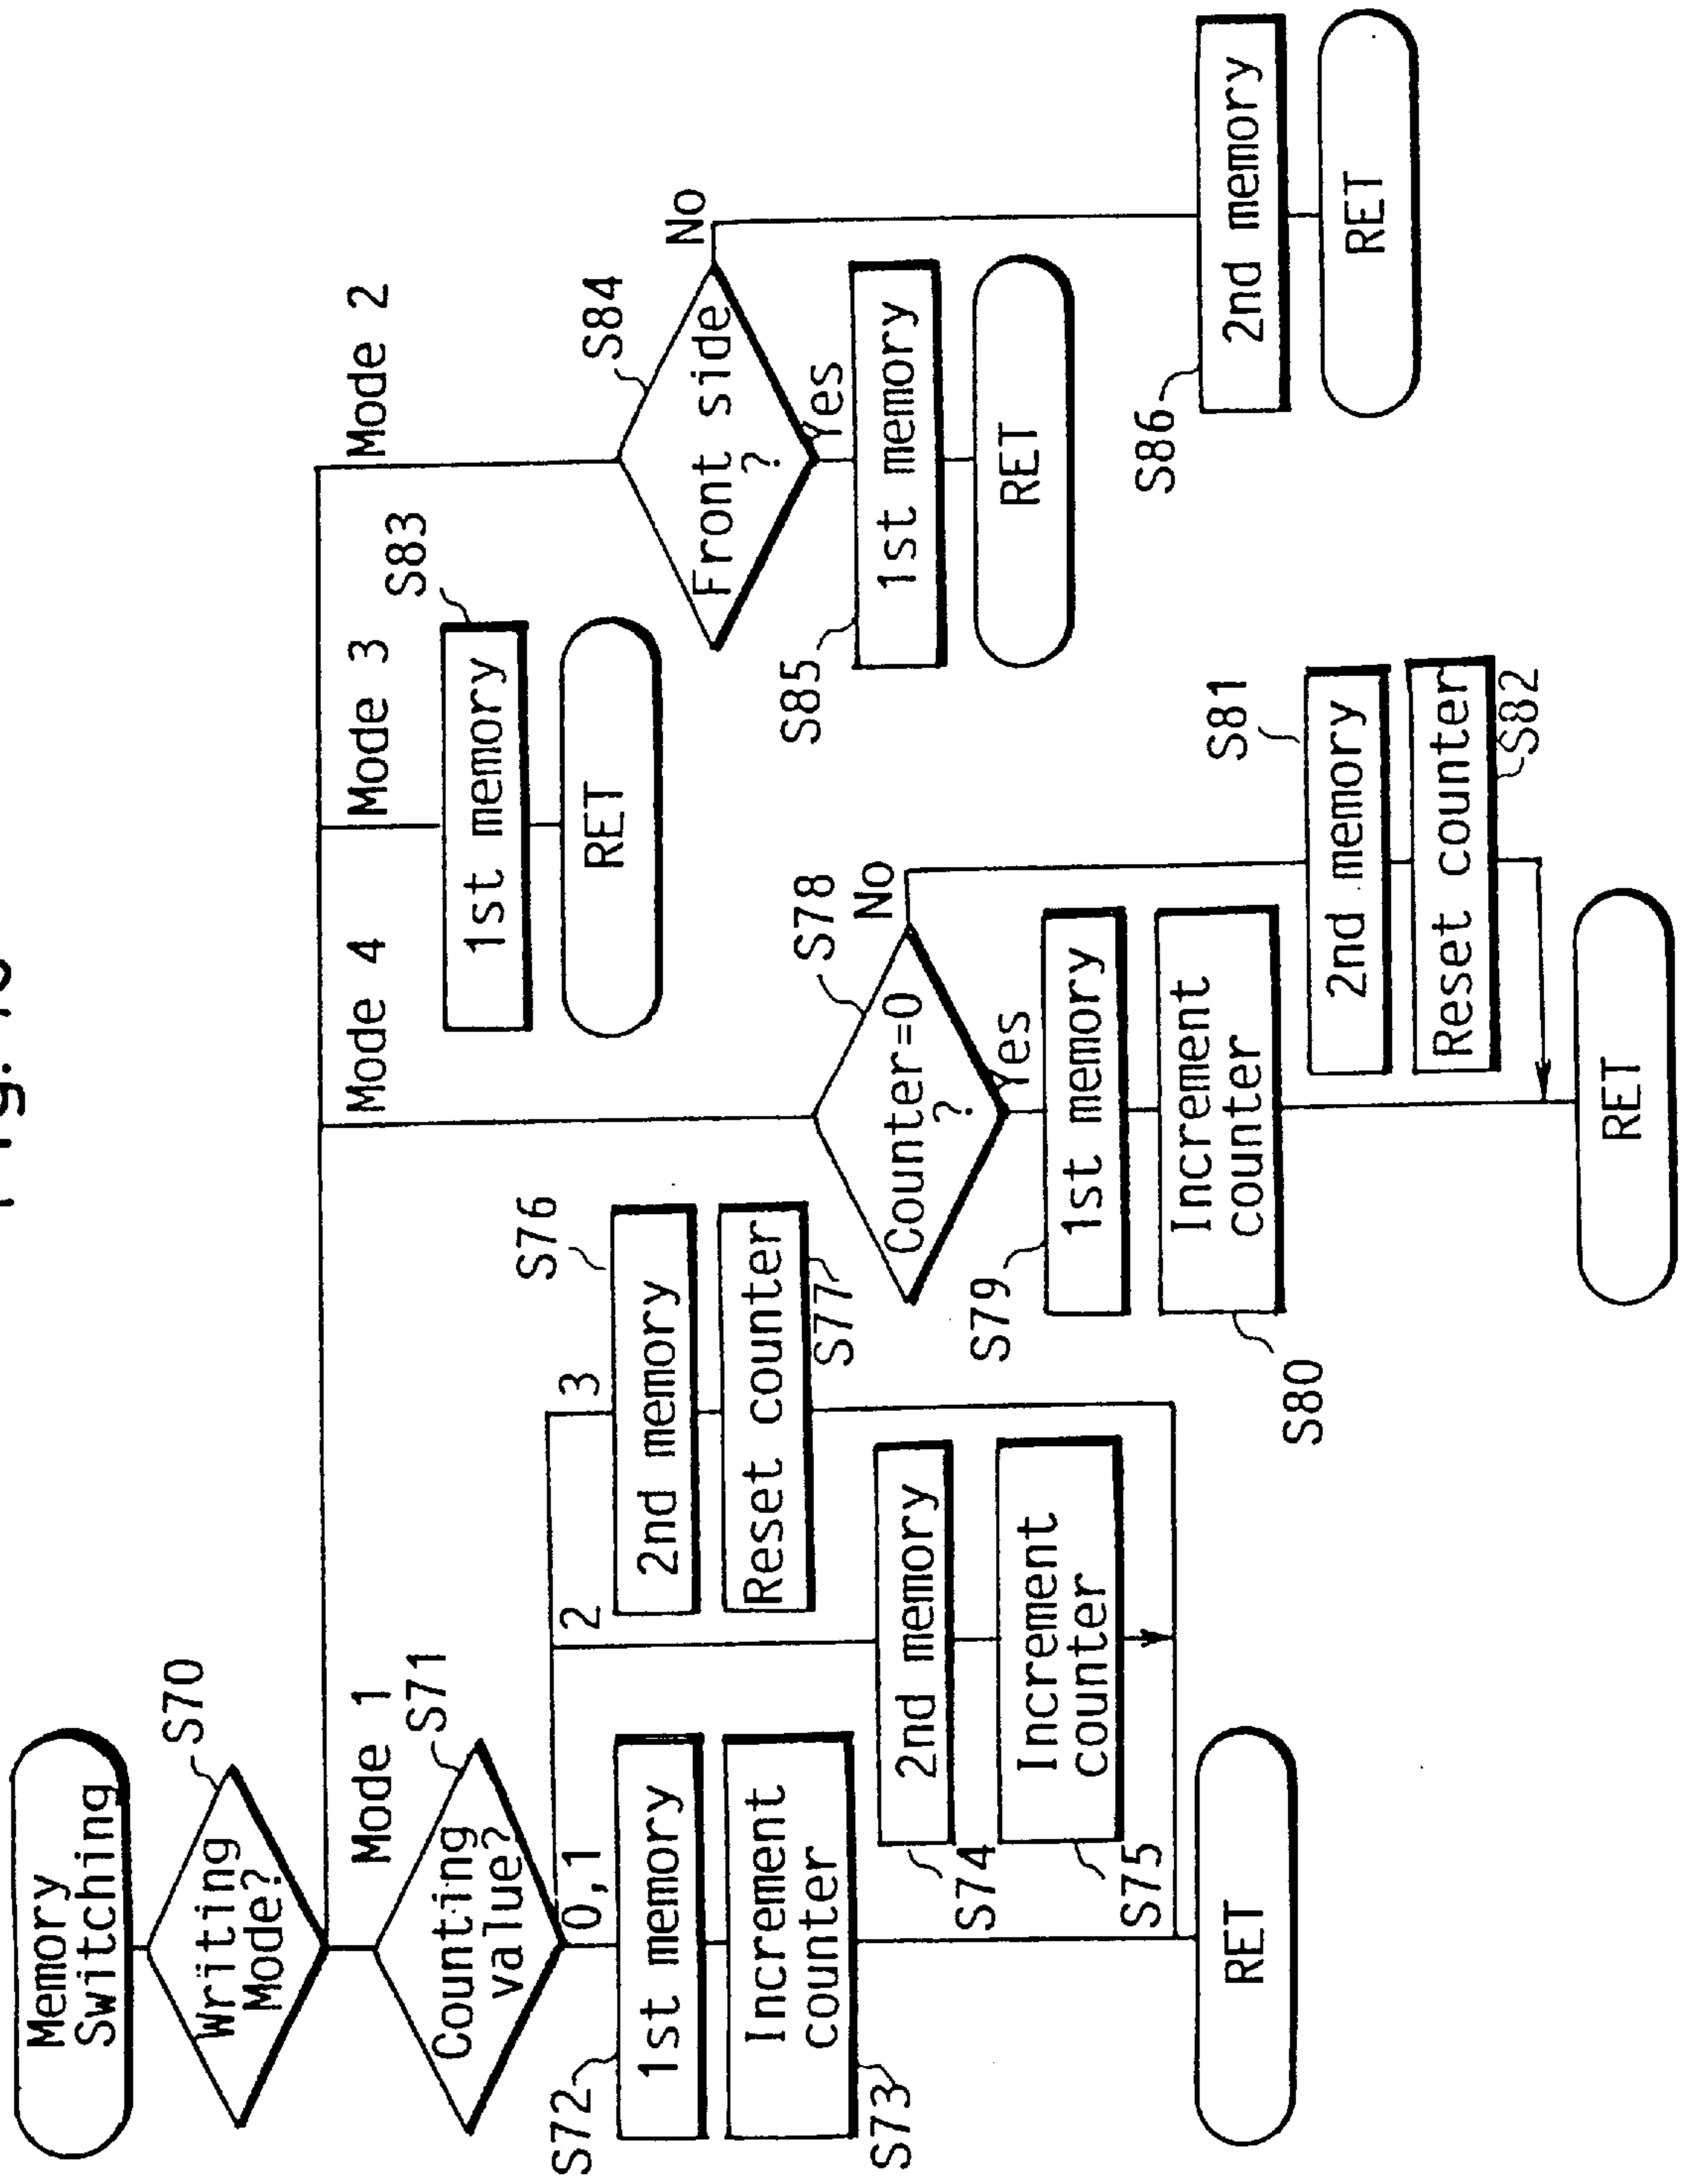 Memory
Switching
S70
Writing
Mode?
Mode 1
Mode 4
Mode 3
Mode 2
S71
Counting
value?
0,1
2
3
S72
1st memory
Increment
counter
S73
2nd memory
S74
Increment
counter
S75
S76
2nd memory
Reset counter
S77
RET
S78
Counter=0
?
No
Yes
S79
1st memory
Increment
counter
S80
S81
2nd memory
Reset counter
S82
RET
S83
1st memory
RET
S84
Front side
?
No
Yes
S85
1st memory
RET
S86
2nd memory
RET